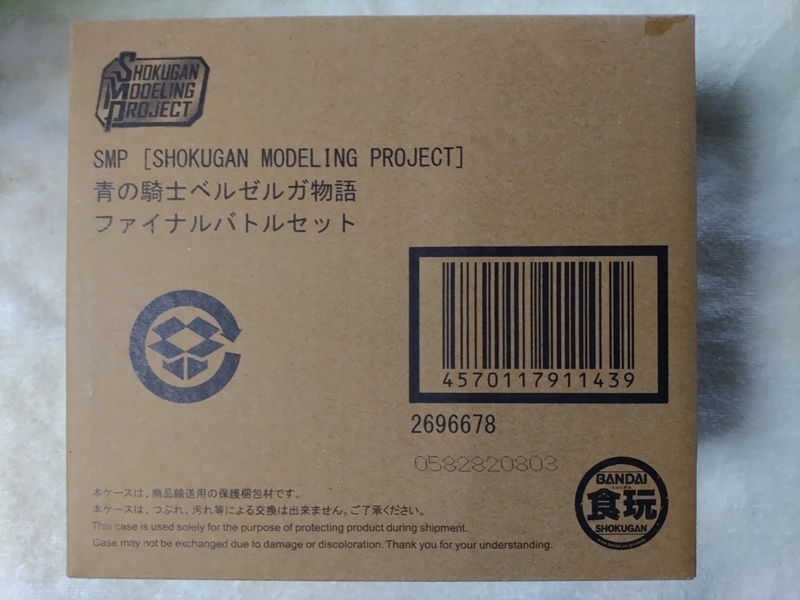 SHOKUGAN
MODELING
PROJECT
SMP [SHOKUGAN MODELING PROJECT]
青の騎士ベルゼルガ物語
ファイナルバトルセット
4570117911439
2696678
0582820803
本ケースは、商品輸送用の保護梱包材です。
本ケースは、つぶれ、汚れ等による交換は出来ません。ご了承ください。
This case is used solely for the purpose of protecting product during shipment.
Case may not be exchanged due to damage or discoloration. Thank you for your understanding.
BANDAI
食玩
SHOKUGAN